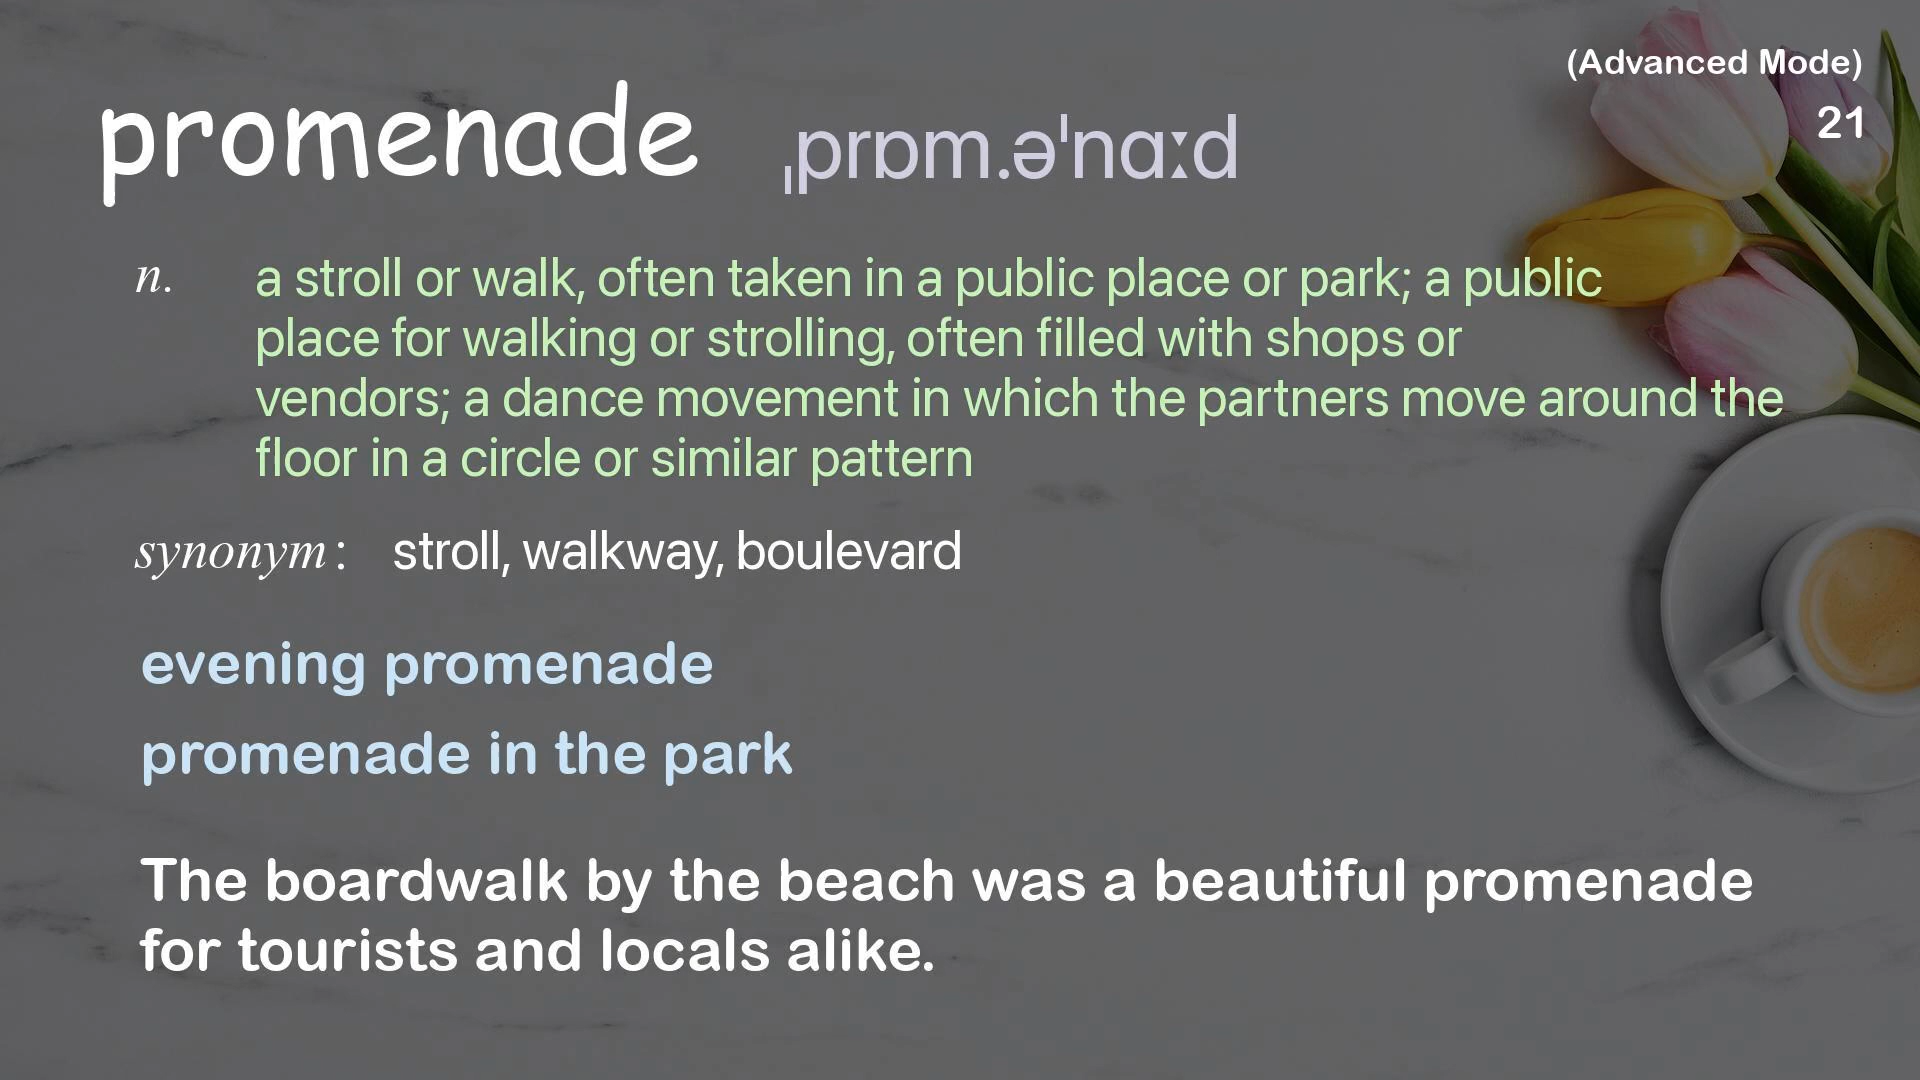 (Advanced Mode)
promenade ˌprɒm.əˈnɑːd
21
n. a stroll or walk, often taken in a public place or park; a public
place for walking or strolling, often filled with shops or
vendors; a dance movement in which the partners move around the
floor in a circle or similar pattern
synonym: stroll, walkway, boulevard
evening promenade
promenade in the park
The boardwalk by the beach was a beautiful promenade
for tourists and locals alike.